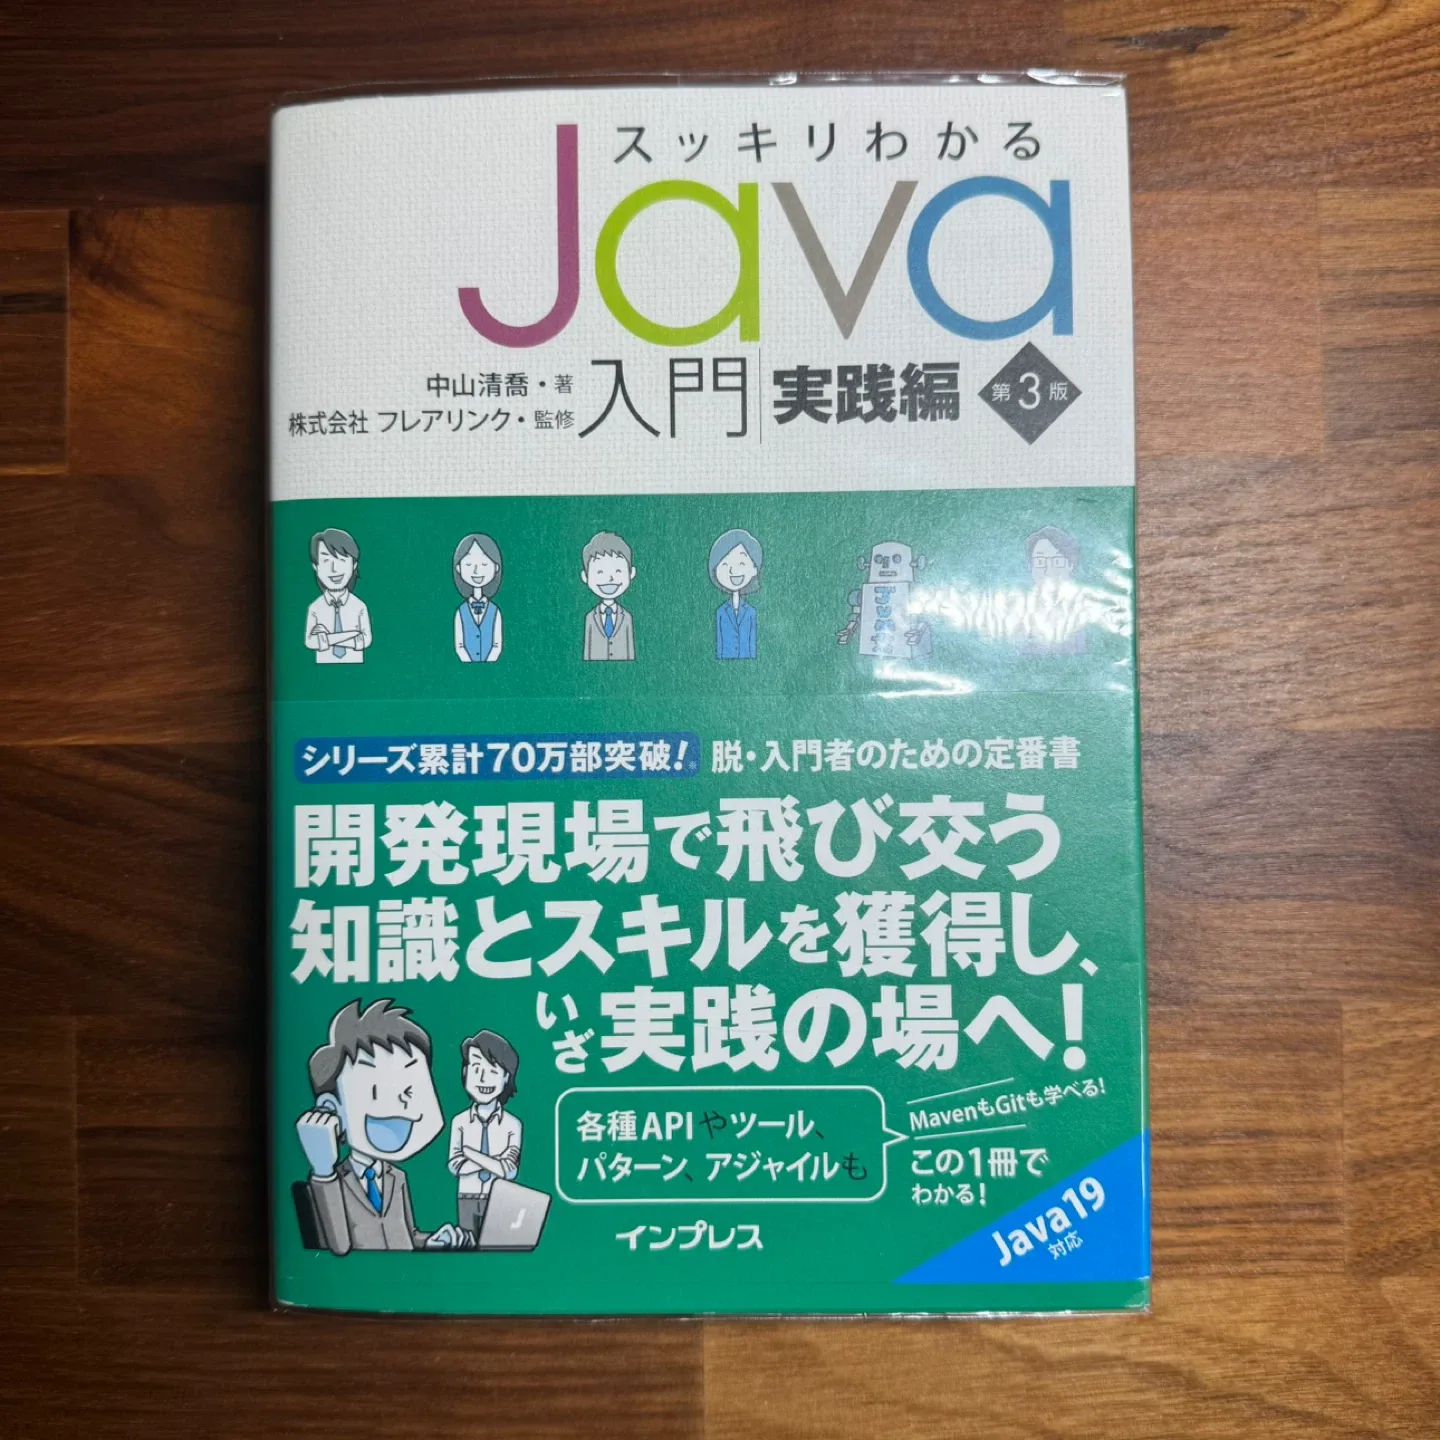 スッキリわかる
Java
中山清喬・著
株式会社 フレアリンク・監修
入門 実践編 第3版
シリーズ累計70万部突破!※ 脱・入門者のための定番書
開発現場で飛び交う
知識とスキルを獲得し、
いざ実践の場へ!
各種APIやツール、
パターン、アジャイルも
MavenもGitも学べる!
この1冊で
わかる!
Java19
対応
インプレス